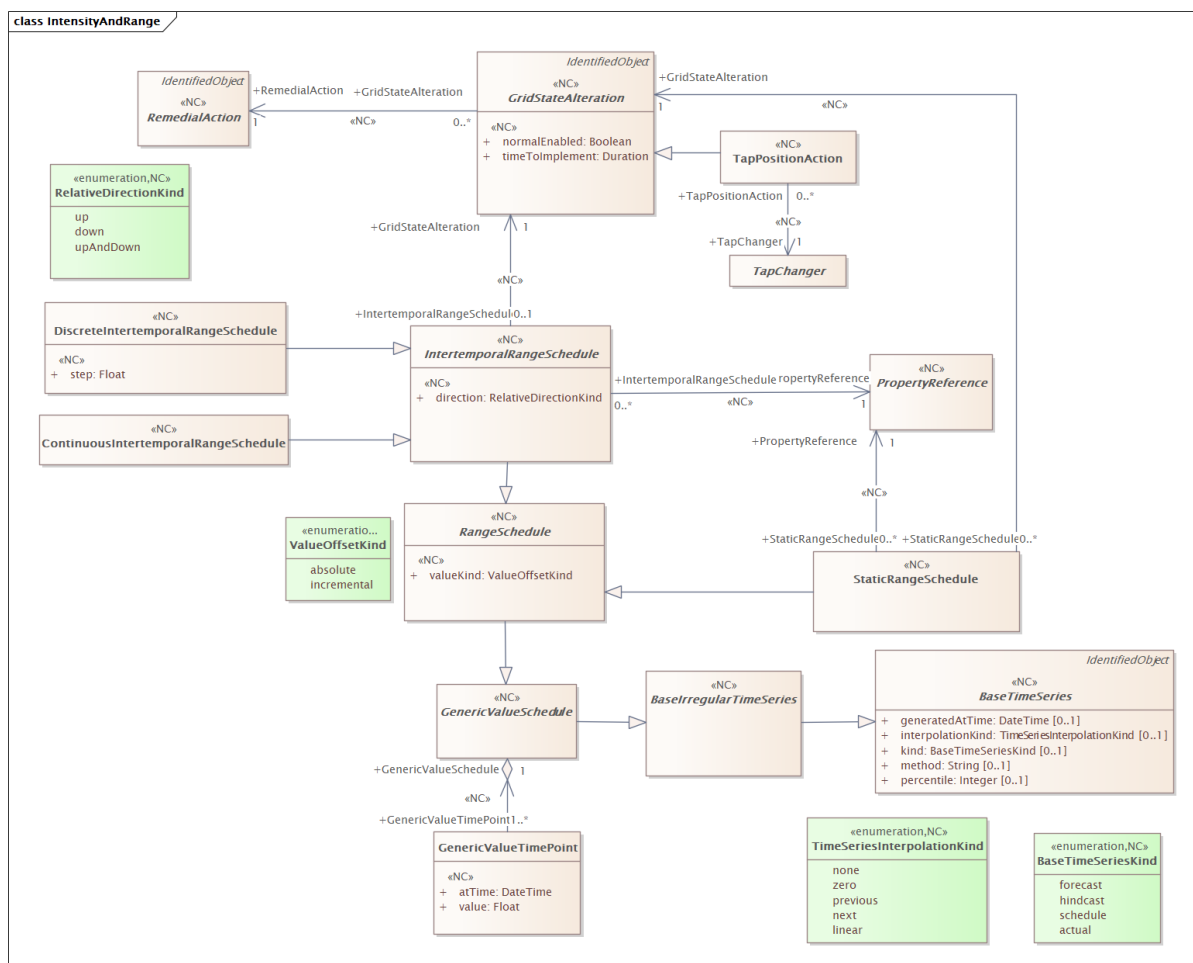 class IntensityAndRange
IdentifiedObject
«NC»
RemedialAction
+RemedialAction
+GridStateAlteration
1
«NC»
0..*
IdentifiedObject
«NC»
GridStateAlteration
«NC»
+ normalEnabled: Boolean
+ timeToImplement: Duration
+GridStateAlteration
1
«NC»
«NC»
TapPositionAction
+TapPositionAction
0..*
«NC»
+TapChanger
1
TapChanger
«enumeration,NC»
RelativeDirectionKind
up
down
upAndDown
+GridStateAlteration
1
«NC»
+IntertemporalRangeSchedul
0..1
«NC»
DiscreteIntertemporalRangeSchedule
«NC»
+ step: Float
«NC»
IntertemporalRangeSchedule
«NC»
+ direction: RelativeDirectionKind
+IntertemporalRangeSchedule
ropertyReference
0..*
«NC»
1
«NC»
PropertyReference
«NC»
ContinuousIntertemporalRangeSchedule
+PropertyReference
1
«NC»
+StaticRangeSchedule
0..*
+StaticRangeSchedule
0..*
«enumeratio...
ValueOffsetKind
absolute
incremental
«NC»
RangeSchedule
«NC»
+ valueKind: ValueOffsetKind
«NC»
StaticRangeSchedule
«NC»
GenericValueSchedule
«NC»
BaseIrregularTimeSeries
IdentifiedObject
«NC»
BaseTimeSeries
+ generatedAtTime: DateTime [0..1]
+ interpolationKind: TimeSeriesInterpolationKind [0..1]
+ kind: BaseTimeSeriesKind [0..1]
+ method: String [0..1]
+ percentile: Integer [0..1]
+GenericValueSchedule
1
«NC»
+GenericValueTimePoint
1..*
GenericValueTimePoint
«NC»
+ atTime: DateTime
+ value: Float
«enumeration,NC»
TimeSeriesInterpolationKind
none
zero
previous
next
linear
«enumeration,NC»
BaseTimeSeriesKind
forecast
hindcast
schedule
actual